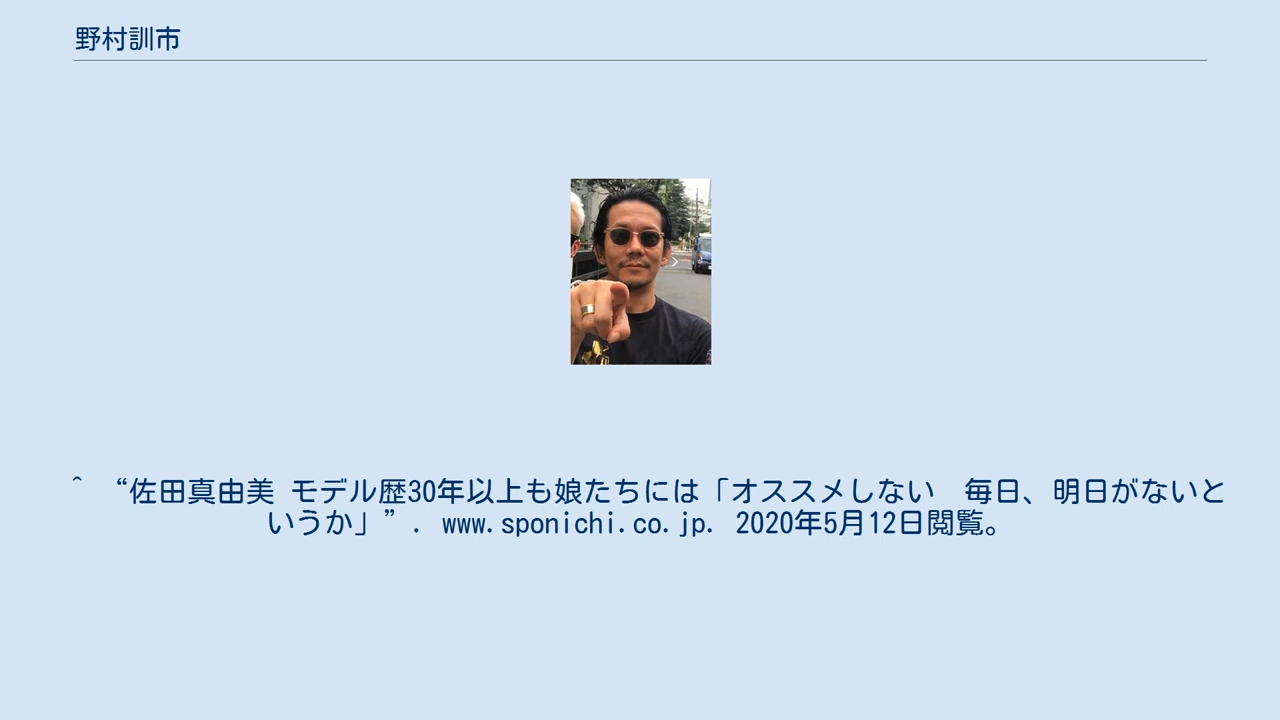 野村訓市
^ “佐田真由美 モデル歴30年以上も娘たちには「オススメしない　毎日、明日がないと
いうか」”. www.sponichi.co.jp. 2020年5月12日閲覧。